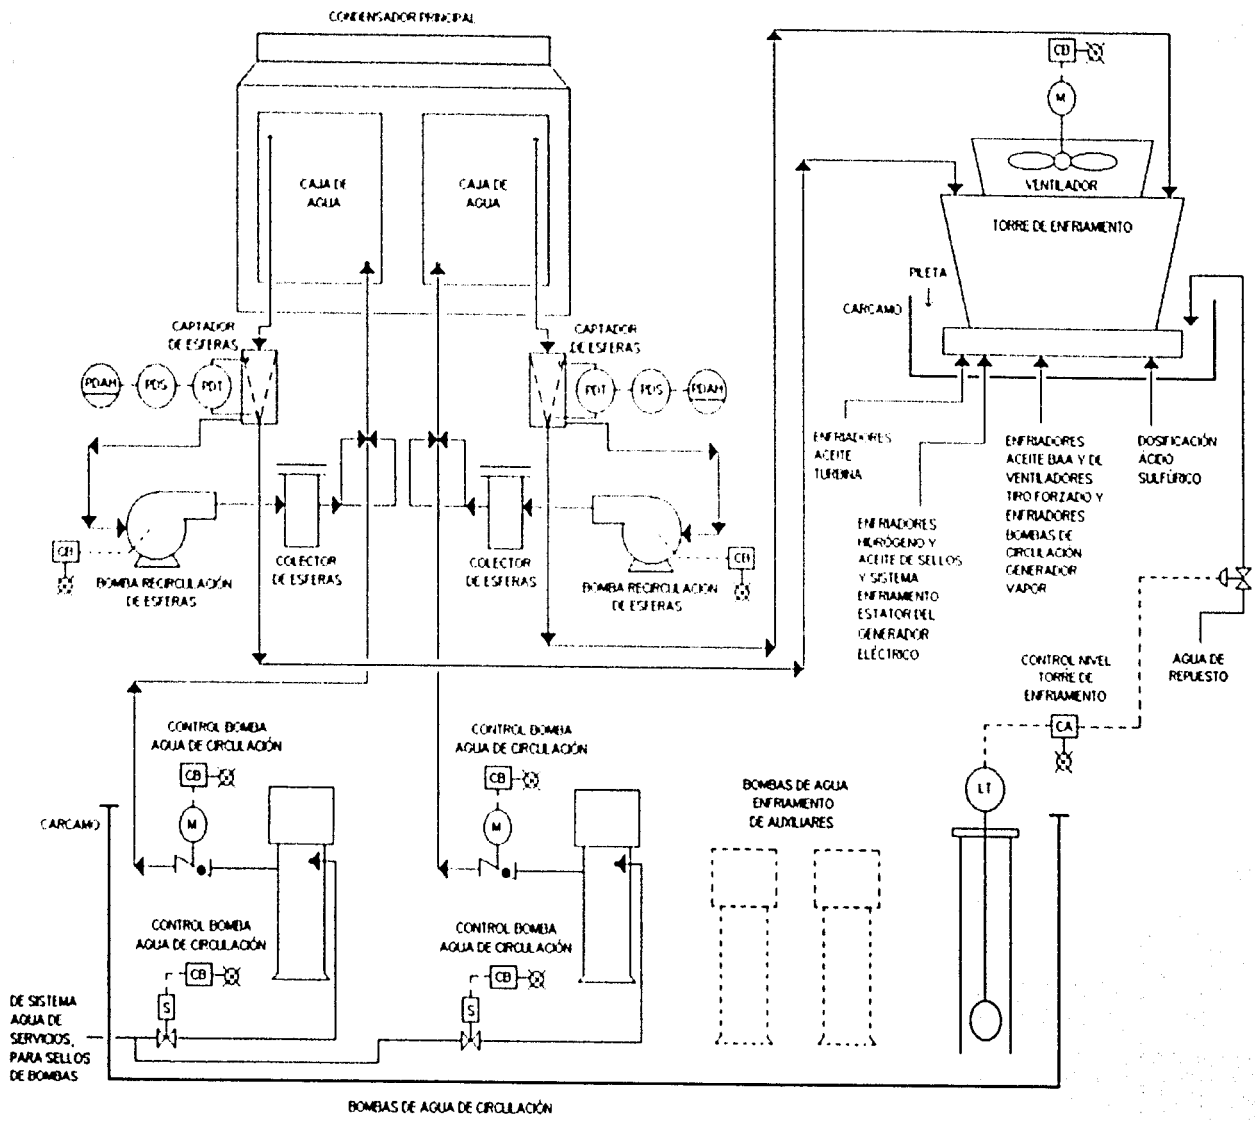 CONDENSADOR PRINCIPAL
CAJA DE
AGUA
CAJA DE
AGUA
CB
M
VENTILADOR
TORRE DE ENFRIAMENTO
PILETA
CARCAMO
CAPTADOR
DE ESFERAS
CAPTADOR
DE ESFERAS
PDAH
PDS
PDT
PDT
PDS
PDAH
ENFRIADORES
ACEITE
TURBINA
ENFRIADORES
ACEITE BAA Y DE
VENTILADORES
TIRO FORZADO Y
ENFRIADORES
BOMBAS DE
CIRCULACIÓN
GENERADOR
VAPOR
DOSIFICACIÓN
ÁCIDO
SULFÚRICO
ENFRIADORES
HIDRÓGENO Y
ACEITE DE SELLOS
Y SISTEMA
ENFRIAMIENTO
ESTATOR DEL
GENERADOR
ELÉCTRICO
CB
BOMBA RECIRCULACIÓN
DE ESFERAS
COLECTOR
DE ESFERAS
COLECTOR
DE ESFERAS
BOMBA RECIRCULACION
DE ESFERAS
CB
CONTROL NIVEL
TORRE DE
ENFRIAMIENTO
AGUA DE
REPUESTO
CA
LT
CONTROL BOMBA
AGUA DE CIRCULACIÓN
CB
M
CONTROL BOMBA
AGUA DE CIRCULACIÓN
CB
M
BOMBAS DE AGUA
ENFRIAMENTO
DE AUXILIARES
CARCAMO
CONTROL BOMBA
AGUA DE CIRCULACIÓN
CB
S
CONTROL BOMBA
AGUA DE CIRCULACIÓN
CB
S
DE SISTEMA
AGUA DE
SERVICIOS,
PARA SELLOS
DE BOMBAS
BOMBAS DE AGUA DE CIRCULACIÓN